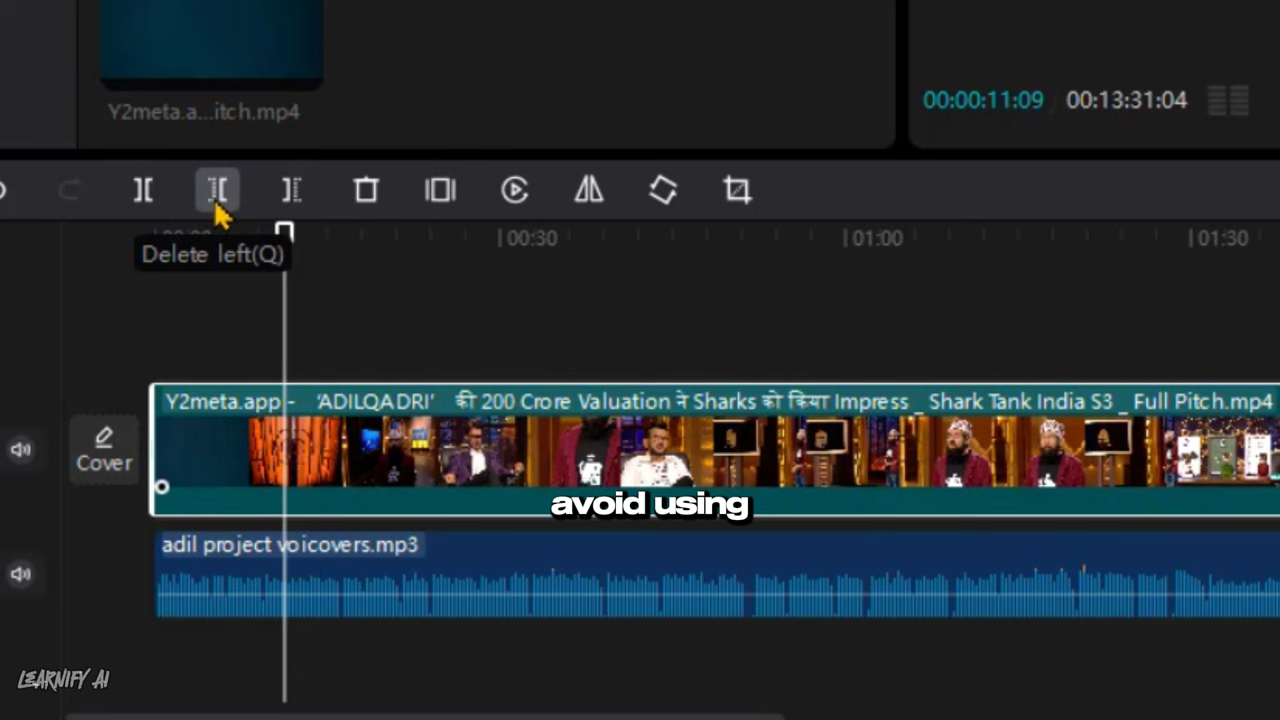 Y2meta.a...itch.mp4
00:00:11:09 / 00:13:31:04
Delete left(Q)
00:30
01:00
01:30
Y2meta.app - 'ADILQADRI' की 200 Crore Valuation ने Sharks को किया Impress _ Shark Tank India S3 _ Full Pitch.mp4
Cover
avoid using
adil project voicovers.mp3
LEARNIFY AI